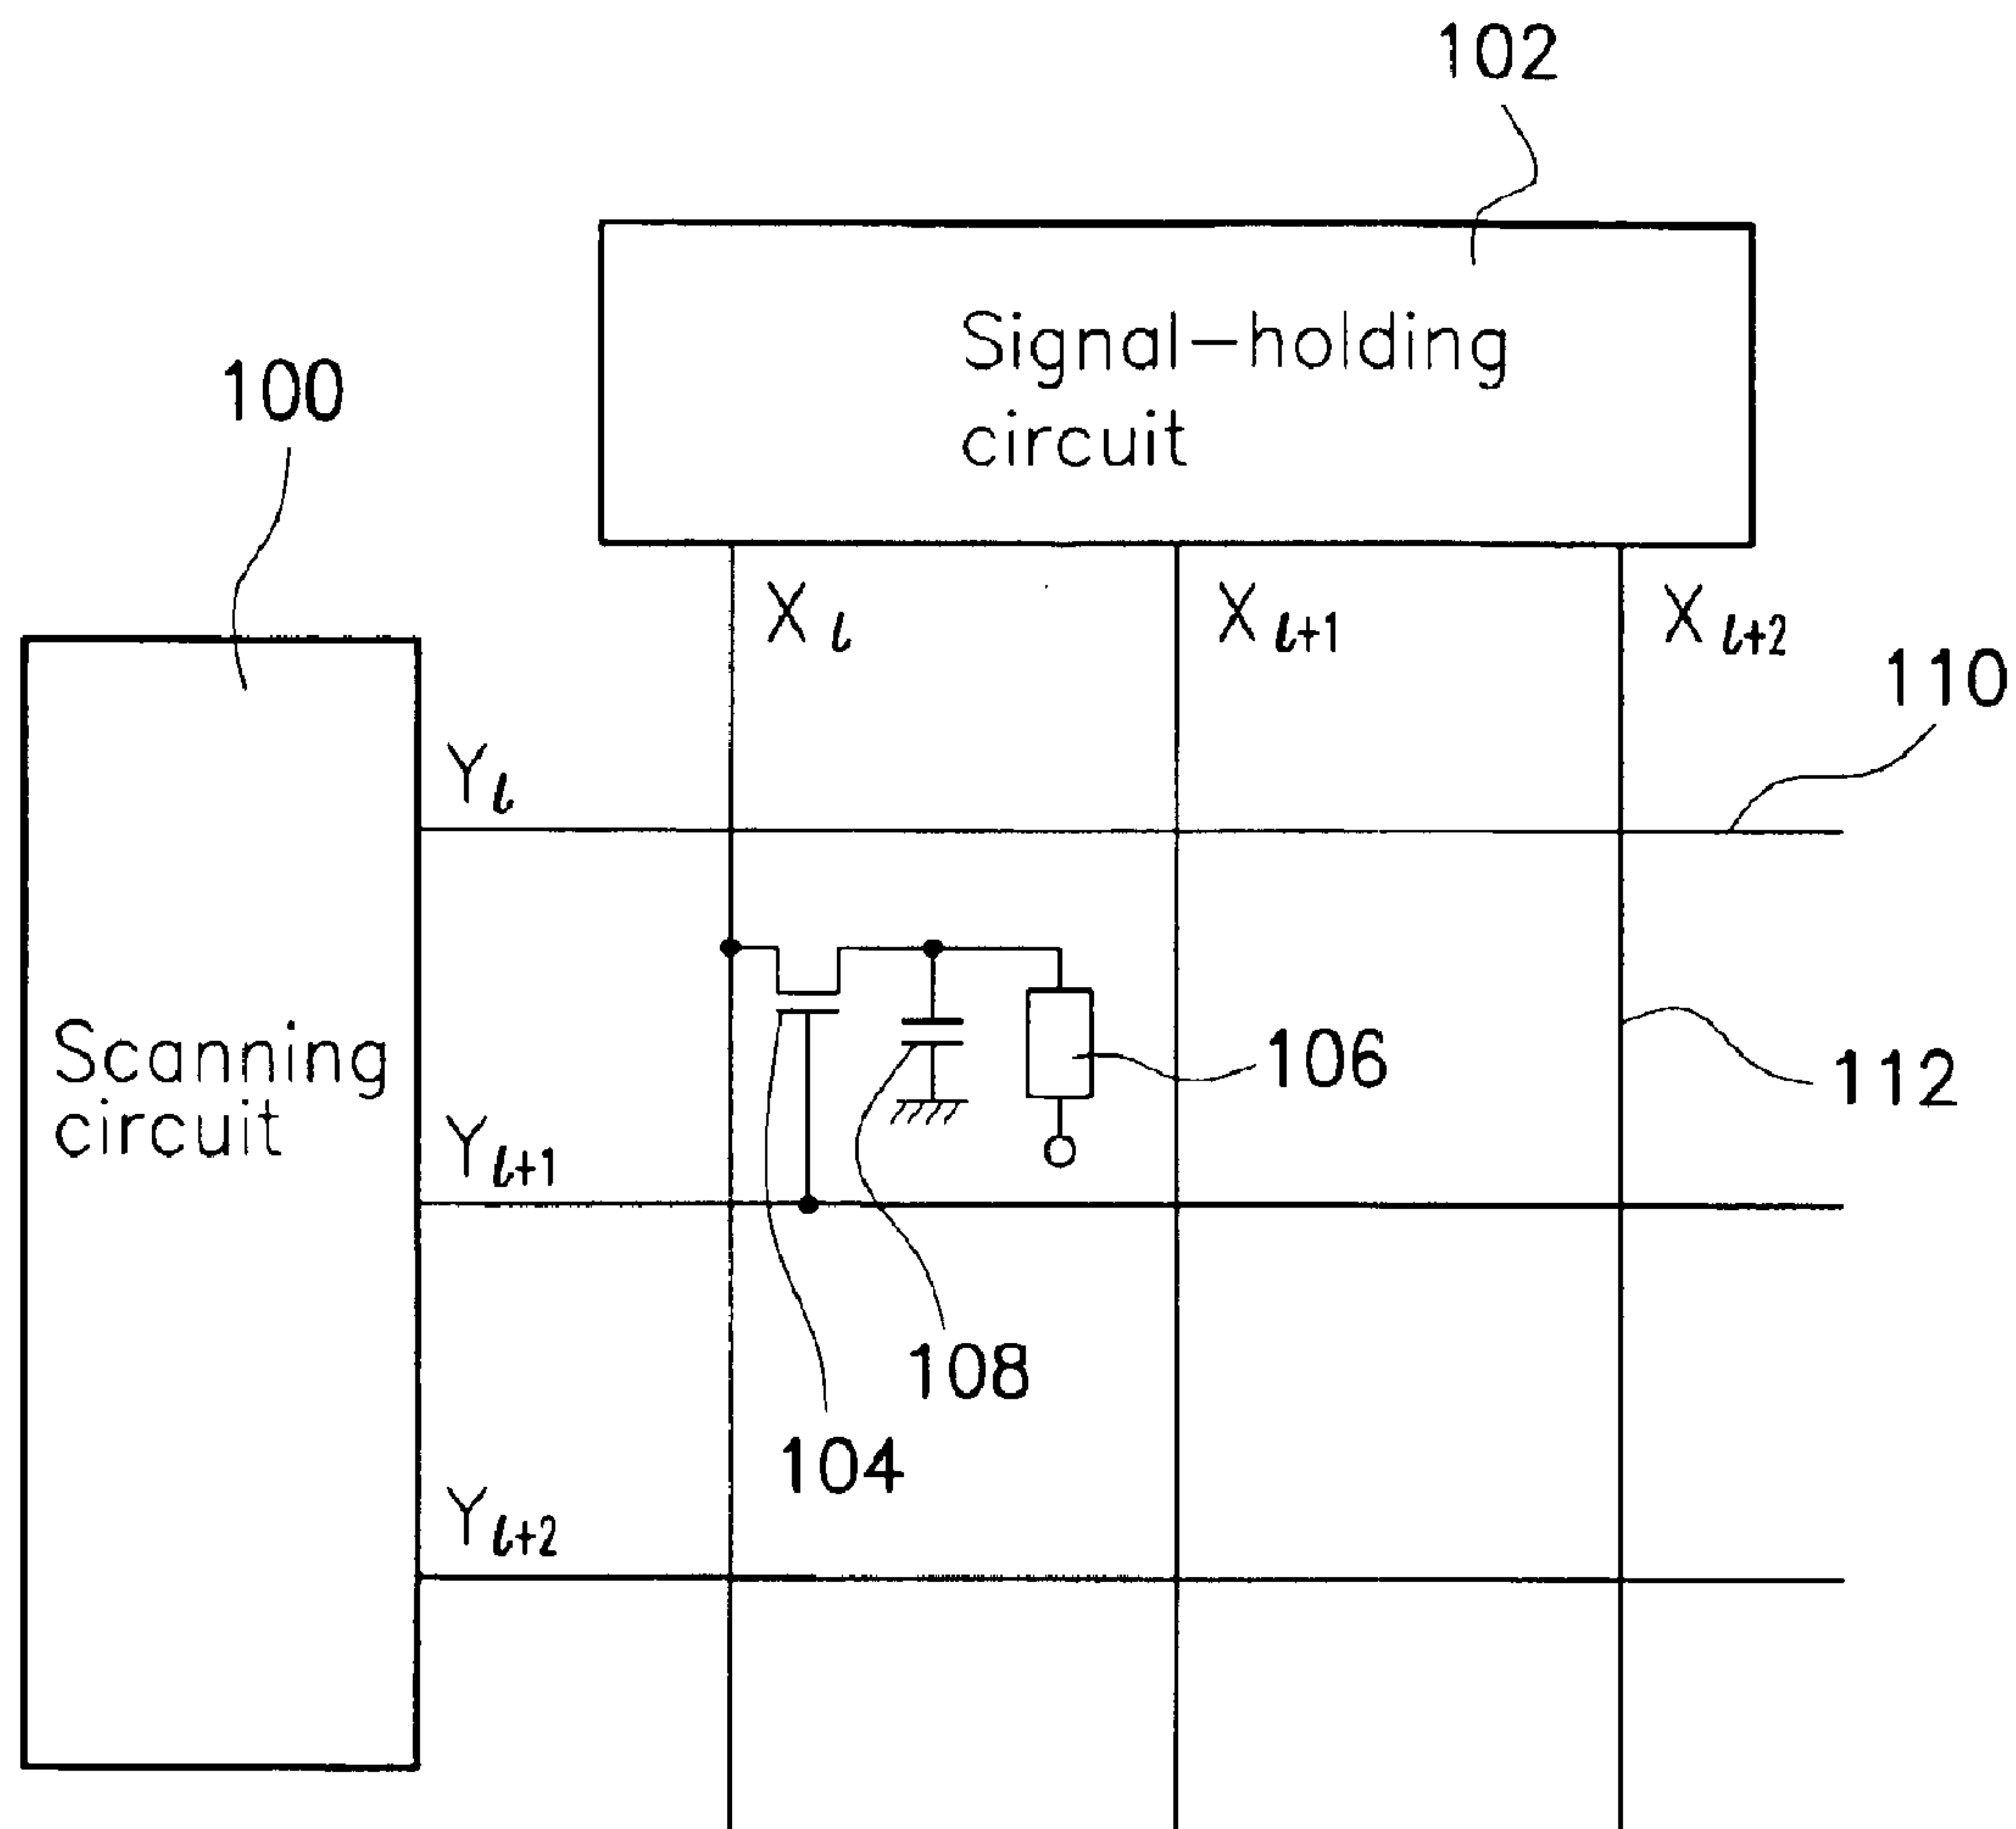 102
Signal-holding
circuit
100
X ℓ
X ℓ+1
X ℓ+2
110
Y ℓ
Scanning
circuit
106
112
Y ℓ+1
108
104
Y ℓ+2